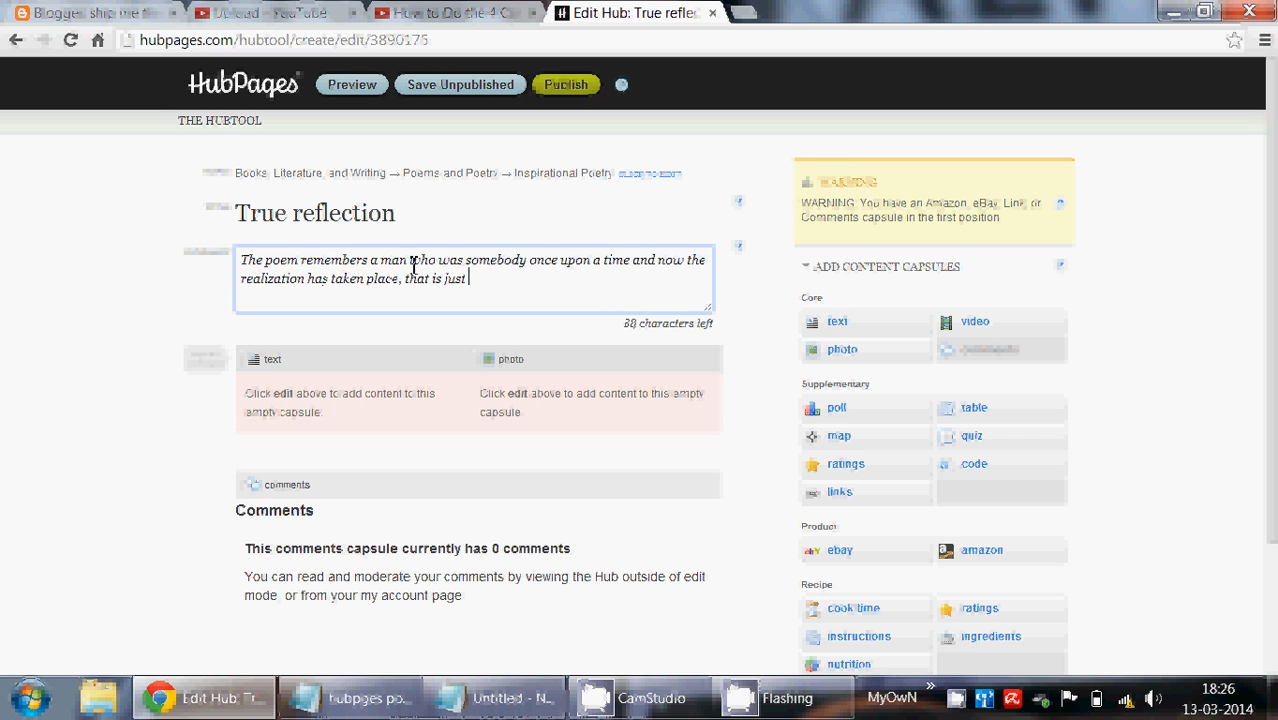 Upload - YouTube
How to Do the 4 C
Edit Hub: True reflec
hubpages.com/hubtool/create/edit/3890175
HubPages
Preview
Save Unpublished
Publish
THE HUBTOOL
Books, Literature, and Writing → Poems and Poetry → Inspirational Poetry
True reflection
The poem remembers a man who was somebody once upon a time and now the
realization has taken place, that is just
characters left
text
photo
Click edit above to add content to this
empty capsule.
Click edit above to add content to this empty
capsule
comments
Comments
This comments capsule currently has 0 comments
You can read and moderate your comments by viewing the Hub outside of edit
mode or from your my account page
WARNING
WARNING: You have an Amazon, eBay, Link, or
Comments capsule in the first position
ADD CONTENT CAPSULES
Core
text
video
photo
Supplementary
poll
table
map
quiz
ratings
code
links
Product
ebay
amazon
Recipe
cook time
ratings
instructions
ingredients
nutrition
Edit Hub: Tr...
hubpages po...
Untitled - N...
CamStudio
Flashing
MyOwN
»
18:26
13-03-2014